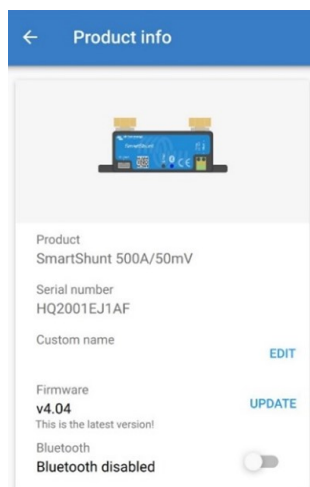 Product info
SmartShunt
Product
SmartShunt 500A/50mV
Serial number
HQ2001EJ1AF
Custom name
EDIT
Firmware
v4.04
UPDATE
This is the latest version!
Bluetooth
Bluetooth disabled